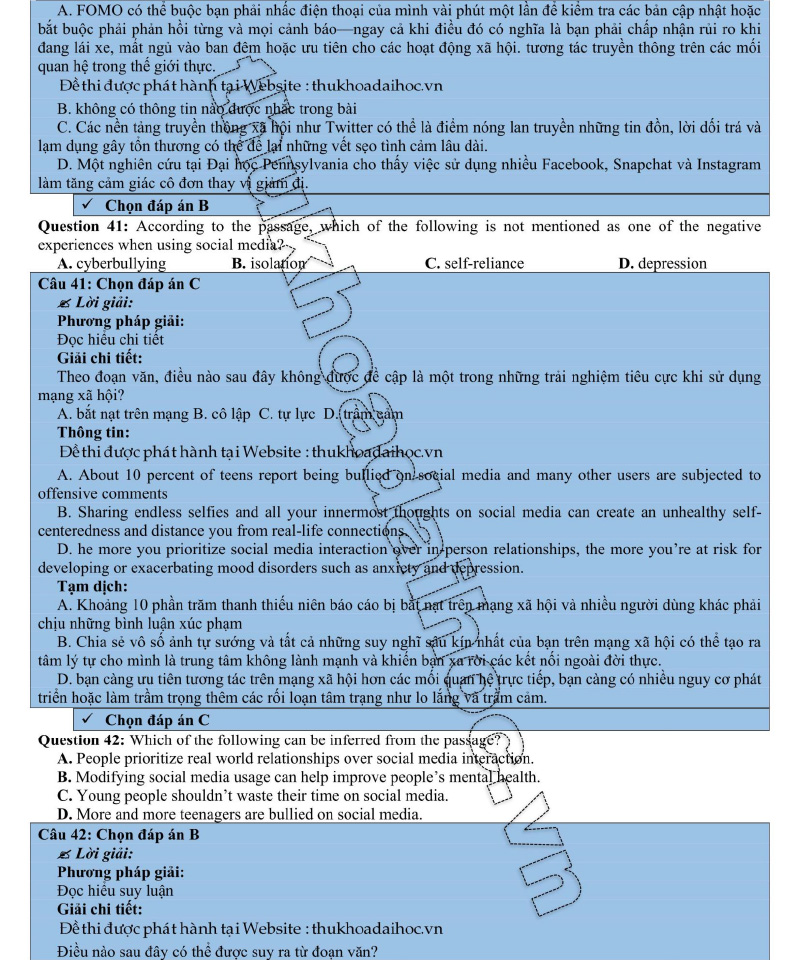 A. FOMO có thể buộc bạn phải nhấc điện thoại của mình vài phút một lần để kiểm tra các bản cập nhật hoặc
bắt buộc phải phản hồi từng và mọi cảnh báo—ngay cả khi điều đó có nghĩa là bạn phải chấp nhận rủi ro khi
đang lái xe, mất ngủ vào ban đêm hoặc ưu tiên cho các hoạt động xã hội. tương tác truyền thông trên các mối
quan hệ trong thế giới thực.
Đề thi được phát hành tại Website : thukhoadaihoc.vn
B. không có thông tin nào được nhắc trong bài
C. Các nền tảng truyền thông xã hội như Twitter có thể là điểm nóng lan truyền những tin đồn, lời dối trá và
lạm dụng gây tổn thương có thể để lại những vết sẹo tình cảm lâu dài.
D. Một nghiên cứu tại Đại học Pennsylvania cho thấy việc sử dụng nhiều Facebook, Snapchat và Instagram
làm tăng cảm giác cô đơn thay vì giảm đi.
✓ Chọn đáp án B
Question 41: According to the passage, which of the following is not mentioned as one of the negative
experiences when using social media?
A. cyberbullying B. isolation C. self-reliance D. depression
Câu 41: Chọn đáp án C
✍ Lời giải:
Phương pháp giải:
Đọc hiểu chi tiết
Giải chi tiết:
Theo đoạn văn, điều nào sau đây không được đề cập là một trong những trải nghiệm tiêu cực khi sử dụng
mạng xã hội?
A. bắt nạt trên mạng B. cô lập C. tự lực D. trầm cảm
Thông tin:
Đề thi được phát hành tại Website : thukhoadaihoc.vn
A. About 10 percent of teens report being bullied on social media and many other users are subjected to
offensive comments
B. Sharing endless selfies and all your innermost thoughts on social media can create an unhealthy self-
centeredness and distance you from real-life connections.
D. he more you prioritize social media interaction over in-person relationships, the more you're at risk for
developing or exacerbating mood disorders such as anxiety and depression.
Tạm dịch:
A. Khoảng 10 phần trăm thanh thiếu niên báo cáo bị bắt nạt trên mạng xã hội và nhiều người dùng khác phải
chịu những bình luận xúc phạm
B. Chia sẻ vô số ảnh tự sướng và tất cả những suy nghĩ sâu kín nhất của bạn trên mạng xã hội có thể tạo ra
tâm lý tự cho mình là trung tâm không lành mạnh và khiến bạn xa rời các kết nối ngoài đời thực.
D. bạn càng ưu tiên tương tác trên mạng xã hội hơn các mối quan hệ trực tiếp, bạn càng có nhiều nguy cơ phát
triển hoặc làm trầm trọng thêm các rối loạn tâm trạng như lo lắng và trầm cảm.
✓ Chọn đáp án C
Question 42: Which of the following can be inferred from the passage?
A. People prioritize real world relationships over social media interaction.
B. Modifying social media usage can help improve people's mental health.
C. Young people shouldn't waste their time on social media.
D. More and more teenagers are bullied on social media.
Câu 42: Chọn đáp án B
✍ Lời giải:
Phương pháp giải:
Đọc hiểu suy luận
Giải chi tiết:
Đề thi được phát hành tại Website : thukhoadaihoc.vn
Điều nào sau đây có thể được suy ra từ đoạn văn?
thukhoadaihoc.vn